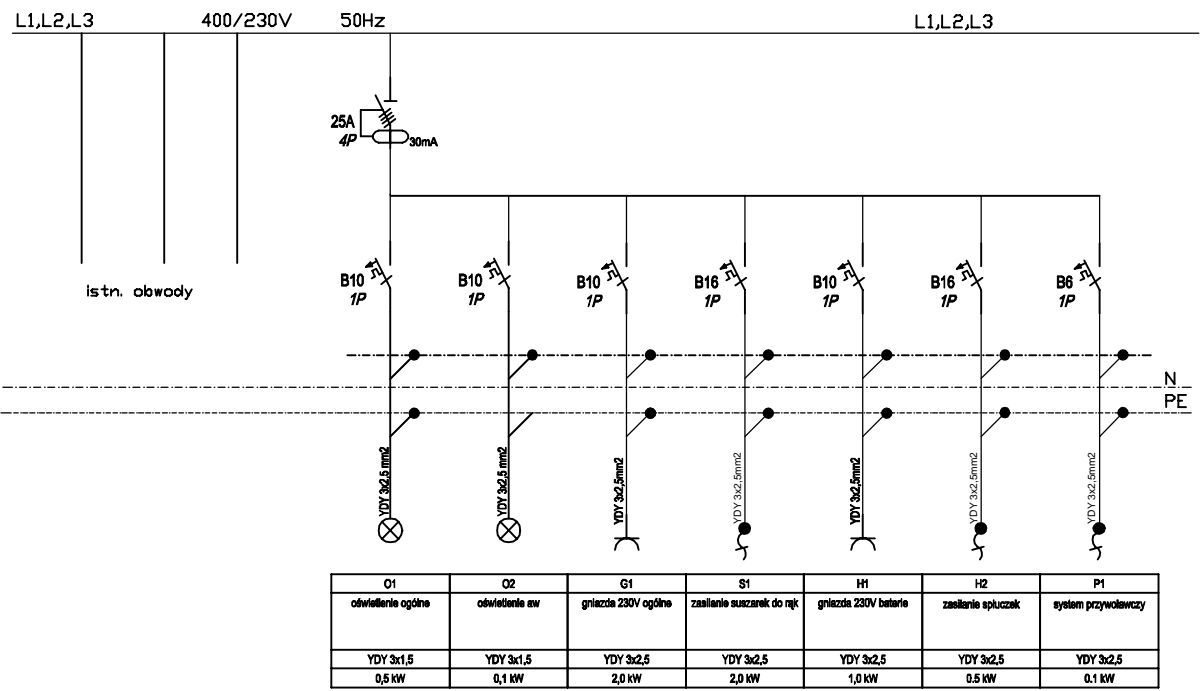 L1,L2,L3 400/230V 50Hz L1,L2,L3
25A
4P
30mA
B10 B10 B10 B16 B10 B16 B6
1P 1P 1P 1P 1P 1P 1P
istn. obwody
N
PE
YDY 3x2,5 mm2
YDY 3x2,5 mm2
YDY 3x2,5mm2
YDY 3x2,5mm2
YDY 3x2,5mm2
YDY 3x2,5mm2
YDY 3x2,5mm2
O1 O2 G1 S1 H1 H2 P1
oświetlenie ogólne oświetlenie aw gniazda 230V ogólne zasilanie suszarek do rąk gniazda 230V baterie zasilanie spłuczek system przywoławczy
YDY 3x1,5 YDY 3x1,5 YDY 3x2,5 YDY 3x2,5 YDY 3x2,5 YDY 3x2,5 YDY 3x2,5
0,5 kW 0,1 kW 2,0 kW 2,0 kW 1,0 kW 0.5 kW 0.1 kW